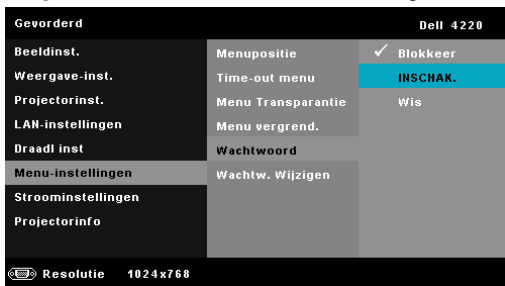 Gevorderd
Dell 4220
Beeldinst.
Weergave-inst.
Projectorinst.
LAN-instellingen
Draadl inst
Menu-instellingen
Stroominstellingen
Projectorinfo
Menupositie
Time-out menu
Menu Transparantie
Menu vergrend.
Wachtwoord
Wachtw. Wijzigen
Blokkeer
INSCHAK.
Wis
Resolutie 1024x768